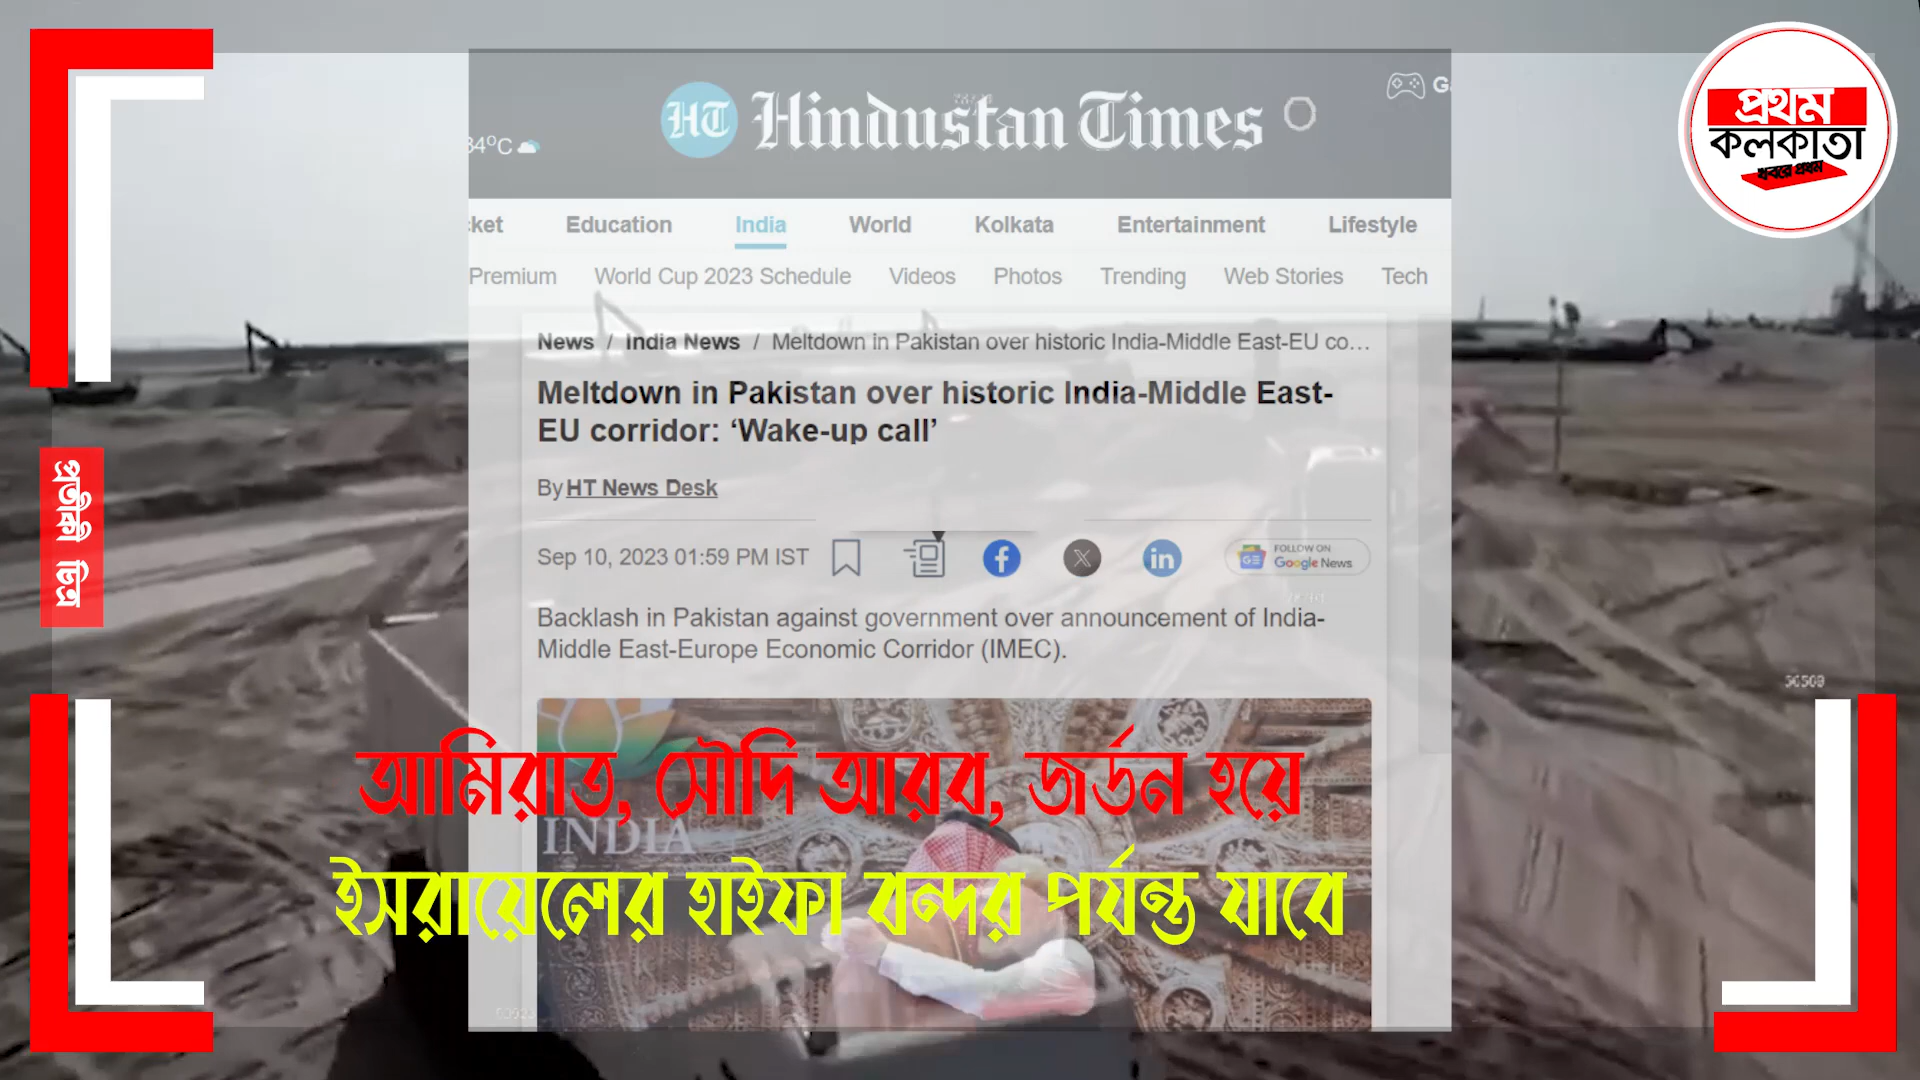 প্রথম
কলকাতা
খবরে প্রথম
HT Hindustan Times
34°C
Education India World Kolkata Entertainment Lifestyle
Premium World Cup 2023 Schedule Videos Photos Trending Web Stories Tech
News / India News / Meltdown in Pakistan over historic India-Middle East-EU co...
Meltdown in Pakistan over historic India-Middle East-
EU corridor: ‘Wake-up call’
By HT News Desk
Sep 10, 2023 01:59 PM IST
FOLLOW ON
Google News
Backlash in Pakistan against government over announcement of India-
Middle East-Europe Economic Corridor (IMEC).
প্রতীকী চিত্র
INDIA
আমিরাত, সৌদি আরব, জর্ডন হয়ে
ইসরায়েলের হাইফা বন্দর পর্যন্ত যাবে